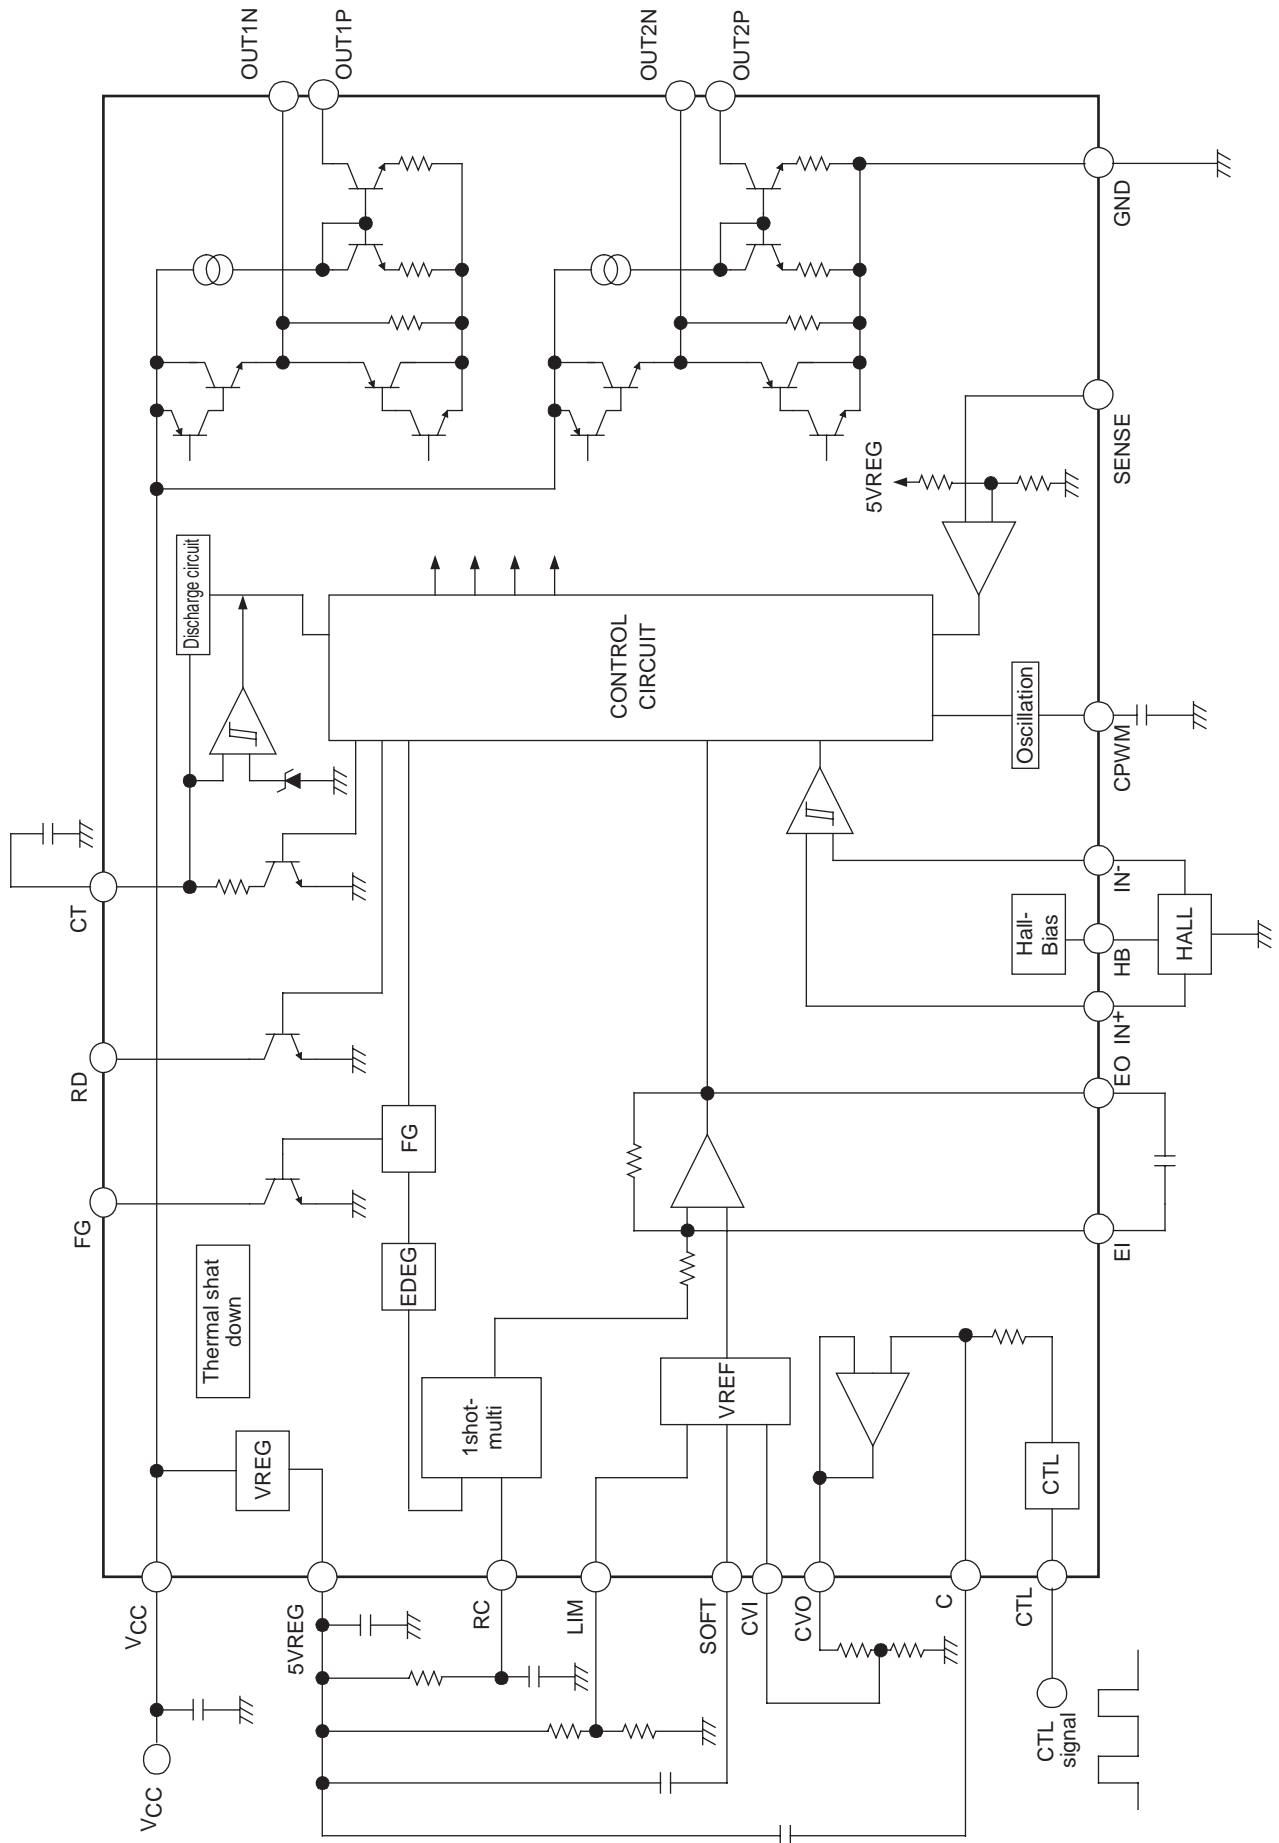 OUT1N
OUT1P
OUT2N
OUT2P
GND
SENSE
5VREG
Discharge circuit
CONTROL
CIRCUIT
Oscillation
CPWM
CT
IN-
Hall-
Bias
HB
HALL
IN+
RD
EO
FG
FG
EI
EDEG
Thermal shat
down
1shot-
multi
VREF
VREG
CTL
VCC
5VREG
RC
LIM
SOFT
CVI
CVO
C
CTL
VCC
CTL
signal